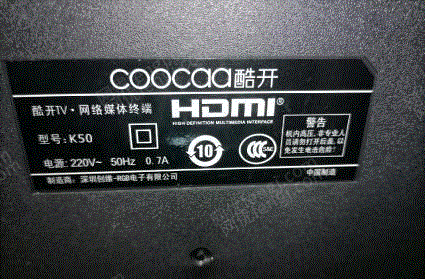 coocaa酷开
酷开TV·网络媒体终端
HDMI®
HIGH-DEFINITION MULTIMEDIA INTERFACE
型号:K50
电源:220V~ 50Hz 0.7A
10
CCC S&E
警告
机内高压,非专业人
员请勿打开后盖,以
免发生电击危险!
制造商:深圳创维-RGB电子有限公司
中国制造